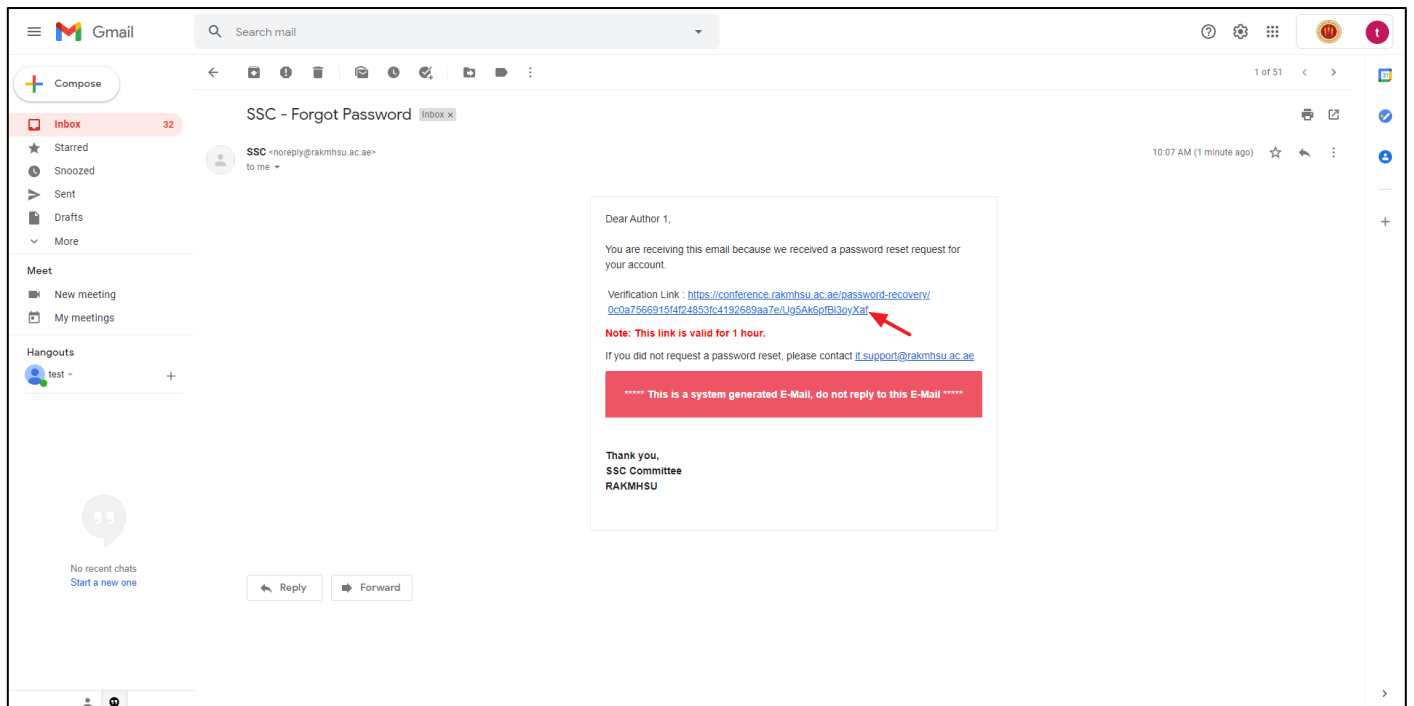 Gmail
Search mail
t
Compose
1 of 51
31
Inbox 32
Starred
Snoozed
Sent
Drafts
More
SSC - Forgot Password Inbox x
SSC <noreply@rakmhsu.ac.ae> 10:07 AM (1 minute ago)
to me
Dear Author 1,
You are receiving this email because we received a password reset request for
your account.
Verification Link : https://conference.rakmhsu.ac.ae/password-recovery/
0c0a7566915f4f24853fc4192689aa7e/Ug5Ak6pfBi3oyXaf
Note: This link is valid for 1 hour.
If you did not request a password reset, please contact it.support@rakmhsu.ac.ae
***** This is a system generated E-Mail, do not reply to this E-Mail *****
Thank you,
SSC Committee
RAKMHSU
Meet
New meeting
My meetings
Hangouts
test
No recent chats
Start a new one
Reply Forward